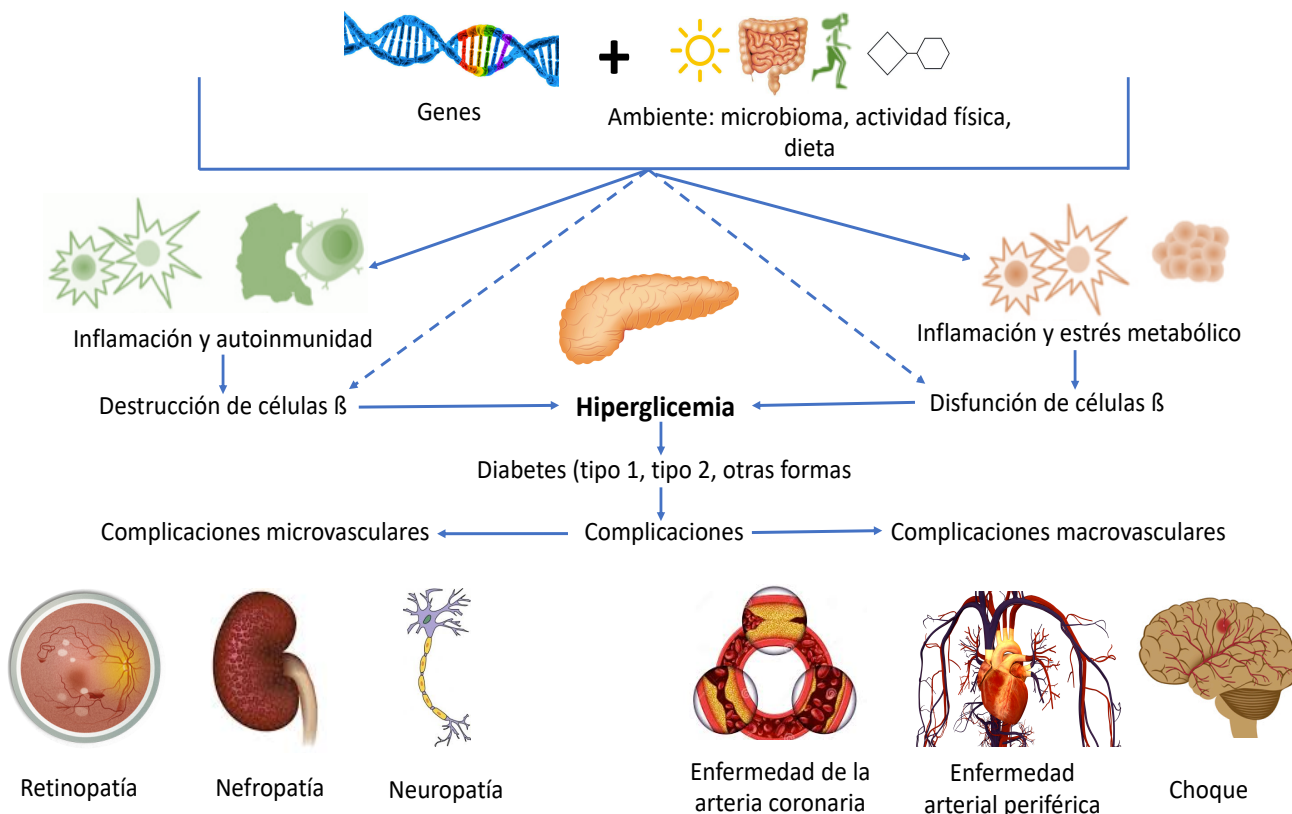 Genes
+
Ambiente: microbioma, actividad física,
dieta
Inflamación y autoinmunidad
Inflamación y estrés metabólico
Destrucción de células ß
Hiperglicemia
Disfunción de células ß
Diabetes (tipo 1, tipo 2, otras formas
Complicaciones microvasculares
Complicaciones
Complicaciones macrovasculares
Retinopatía
Nefropatía
Neuropatía
Enfermedad de la
arteria coronaria
Enfermedad
arterial periférica
Choque